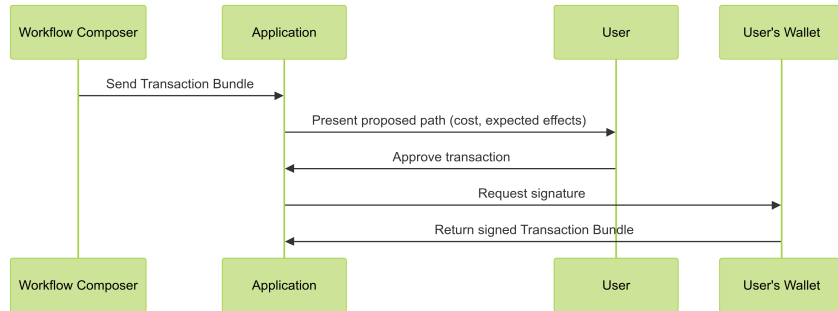 Workflow Composer
Application
User
User's Wallet
Send Transaction Bundle
Present proposed path (cost, expected effects)
Approve transaction
Request signature
Return signed Transaction Bundle
Workflow Composer
Application
User
User's Wallet